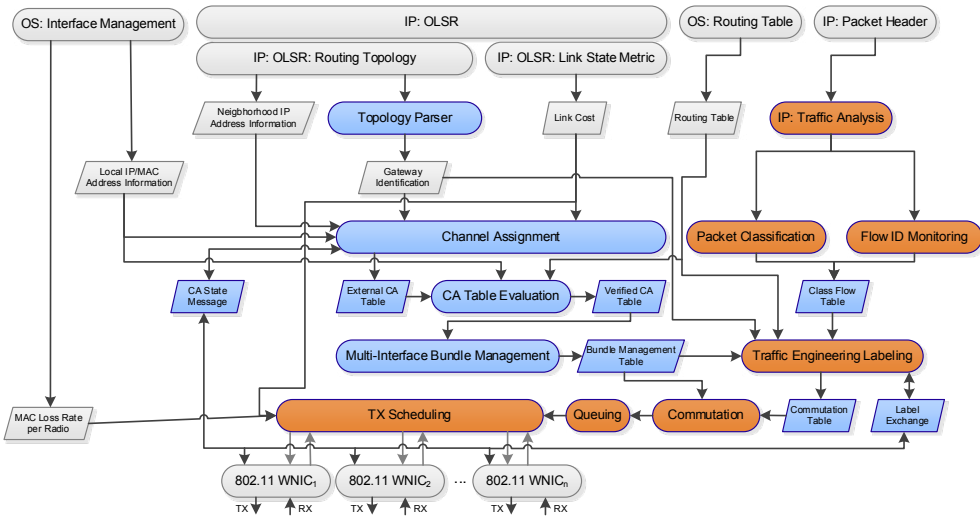 OS: Interface Management
IP: OLSR
OS: Routing Table
IP: Packet Header
IP: OLSR: Routing Topology
IP: OLSR: Link State Metric
Neighborhood IP
Address Information
Topology Parser
Link Cost
Routing Table
IP: Traffic Analysis
Local IP/MAC
Address Information
Gateway
Identification
Channel Assignment
Packet Classification
Flow ID Monitoring
CA State
Message
External CA
Table
CA Table Evaluation
Verified CA
Table
Class Flow
Table
Multi-Interface Bundle Management
Bundle Management
Table
Traffic Engineering Labeling
MAC Loss Rate
per Radio
TX Scheduling
Queuing
Commutation
Commutation
Table
Label
Exchange
802.11 WNIC1
802.11 WNIC2
...
802.11 WNICn
TX
RX
TX
RX
TX
RX